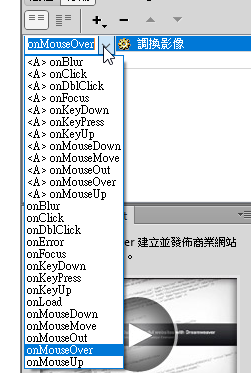 onMouseOver 調換影像
<A> onBlur
<A> onClick
<A> onDblClick
<A> onFocus
<A> onKeyDown
<A> onKeyPress
<A> onKeyUp
<A> onMouseDown
<A> onMouseMove
<A> onMouseOut
<A> onMouseOver
<A> onMouseUp
onBlur
onClick
onDblClick
onError
onFocus
onKeyDown
onKeyPress
onKeyUp
onLoad
onMouseDown
onMouseMove
onMouseOut
onMouseOver
onMouseUp
er 建立並發佈商業網站
。